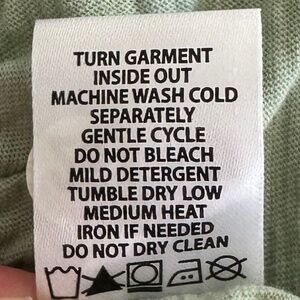 TURN GARMENT
INSIDE OUT
MACHINE WASH COLD
SEPARATELY
GENTLE CYCLE
DO NOT BLEACH
MILD DETERGENT
TUMBLE DRY LOW
MEDIUM HEAT
IRON IF NEEDED
DO NOT DRY CLEAN